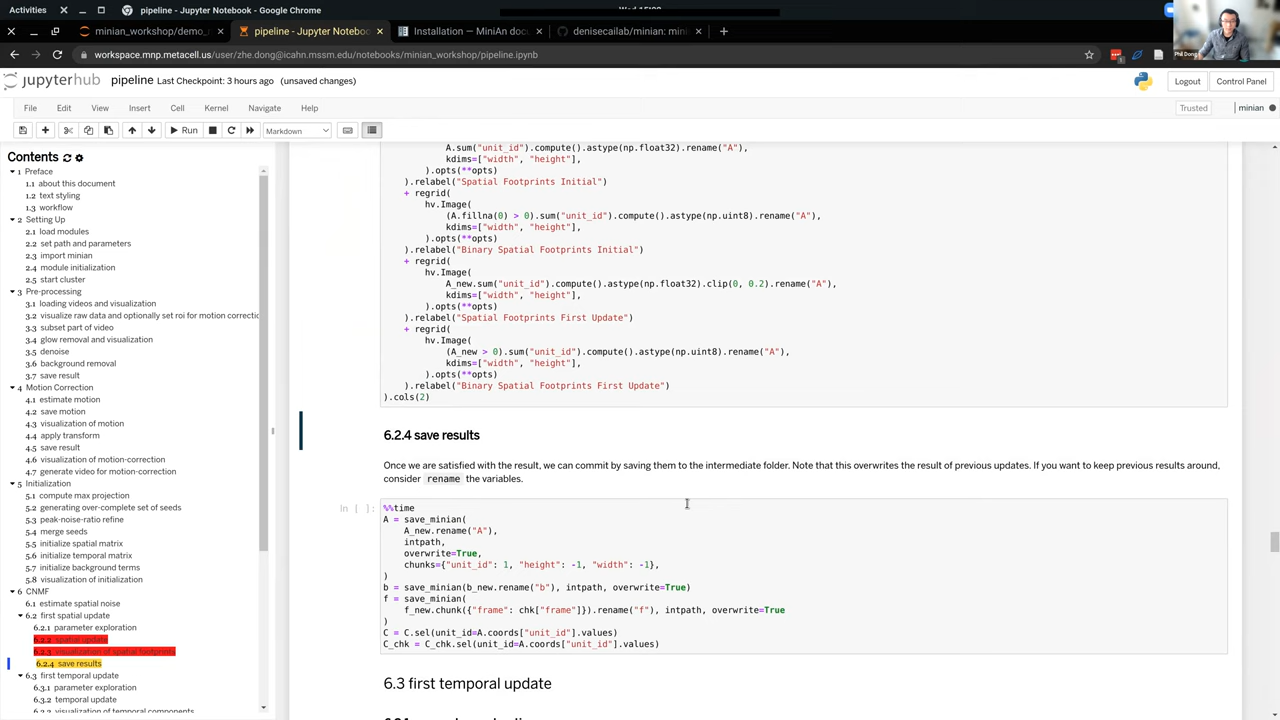 Activities
pipeline - Jupyter Notebook - Google Chrome
minian_workshop/demo_
pipeline - Jupyter Notebo
Installation — MiniAn doc
denisecailab/minian: mini
workspace.mnp.metacell.us/user/zhe.dong@icahn.mssm.edu/notebooks/minian_workshop/pipeline.ipynb
Phil Dong
jupyterhub
pipeline Last Checkpoint: 3 hours ago (unsaved changes)
Logout
Control Panel
File Edit View Insert Cell Kernel Navigate Help
Trusted
minian
Run
Markdown
Contents
1 Preface
1.1 about this document
1.2 text styling
1.3 workflow
2 Setting Up
2.1 load modules
2.2 set path and parameters
2.3 import minian
2.4 module initialization
2.5 start cluster
3 Pre-processing
3.1 loading videos and visualization
3.2 visualize raw data and optionally set roi for motion correctio
3.3 subset part of video
3.4 glow removal and visualization
3.5 denoise
3.6 background removal
3.7 save result
4 Motion Correction
4.1 estimate motion
4.2 save motion
4.3 visualization of motion
4.4 apply transform
4.5 save result
4.6 visualization of motion-correction
4.7 generate video for motion-correction
5 Initialization
5.1 compute max projection
5.2 generating over-complete set of seeds
5.3 peak-noise-ratio refine
5.4 merge seeds
5.5 initialize spatial matrix
5.6 initialize temporal matrix
5.7 initialize background terms
5.8 visualization of initialization
6 CNMF
6.1 estimate spatial noise
6.2 first spatial update
6.2.1 parameter exploration
6.2.2 spatial update
6.2.3 visualization of spatial footprints
6.2.4 save results
6.3 first temporal update
6.3.1 parameter exploration
6.3.2 temporal update
visualization of temporal components
A.sum("unit_id").compute().astype(np.float32).rename("A"),
kdims=["width", "height"],
).opts(**opts)
).relabel("Spatial Footprints Initial")
+ regrid(
hv.Image(
(A.fillna(0) > 0).sum("unit_id").compute().astype(np.uint8).rename("A"),
kdims=["width", "height"],
).opts(**opts)
).relabel("Binary Spatial Footprints Initial")
+ regrid(
hv.Image(
A_new.sum("unit_id").compute().astype(np.float32).clip(0, 0.2).rename("A"),
kdims=["width", "height"],
).opts(**opts)
).relabel("Spatial Footprints First Update")
+ regrid(
hv.Image(
(A_new > 0).sum("unit_id").compute().astype(np.uint8).rename("A"),
kdims=["width", "height"],
).opts(**opts)
).relabel("Binary Spatial Footprints First Update")
).cols(2)
6.2.4 save results
Once we are satisfied with the result, we can commit by saving them to the intermediate folder. Note that this overwrites the result of previous updates. If you want to keep previous results around,
consider rename the variables.
In [ ]:
%%time
A = save_minian(
A_new.rename("A"),
intpath,
overwrite=True,
chunks={"unit_id": 1, "height": -1, "width": -1},
)
b = save_minian(b_new.rename("b"), intpath, overwrite=True)
f = save_minian(
f_new.chunk({"frame": chk["frame"]}).rename("f"), intpath, overwrite=True
)
C = C.sel(unit_id=A.coords["unit_id"].values)
C_chk = C_chk.sel(unit_id=A.coords["unit_id"].values)
6.3 first temporal update